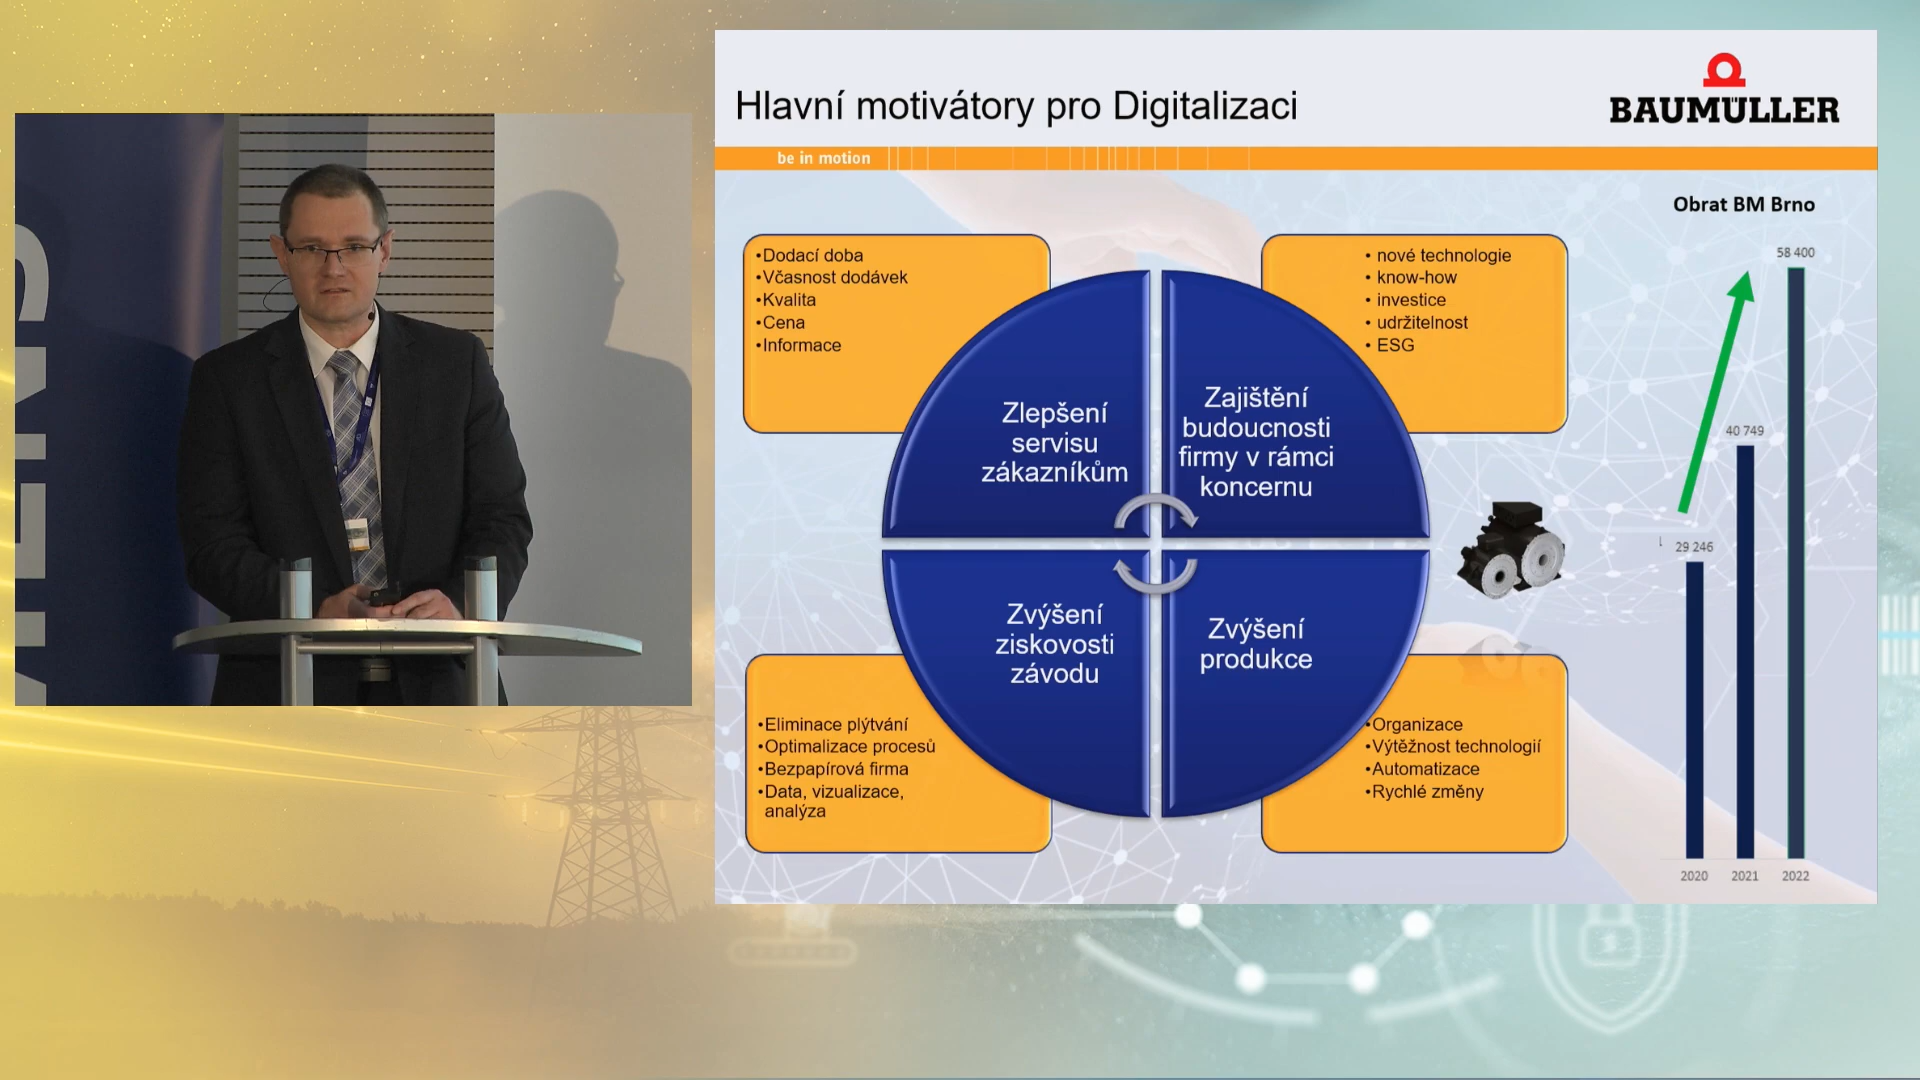 Hlavní motivátory pro Digitalizaci
BAUMÜLLER
be in motion
•Dodací doba
•Včasnost dodávek
•Kvalita
•Cena
•Informace
• nové technologie
• know-how
• investice
• udržitelnost
• ESG
Zlepšení
servisu
zákazníkům
Zajištění
budoucnosti
firmy v rámci
koncernu
Zvýšení
ziskovosti
závodu
Zvýšení
produkce
•Eliminace plýtvání
•Optimalizace procesů
•Bezpapírová firma
•Data, vizualizace,
analýza
•Organizace
•Výtěžnost technologií
•Automatizace
•Rychlé změny
Obrat BM Brno
58 400
40 749
29 246
2020 2021 2022